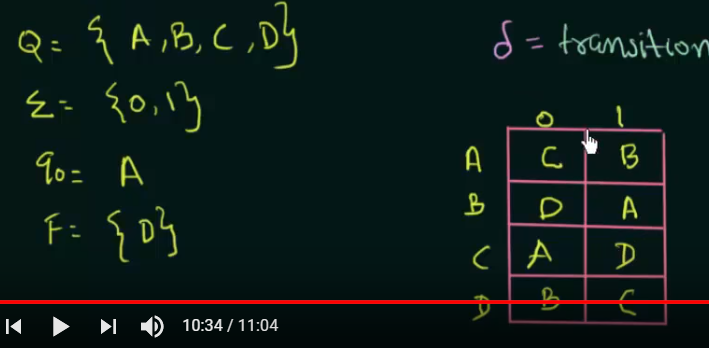 Q = { A, B, C, D}
Σ = {0, 1}
q0 = A
F = { D}
δ = transition
0 1
A C B
B D A
C A D
D B C
10:34 / 11:04